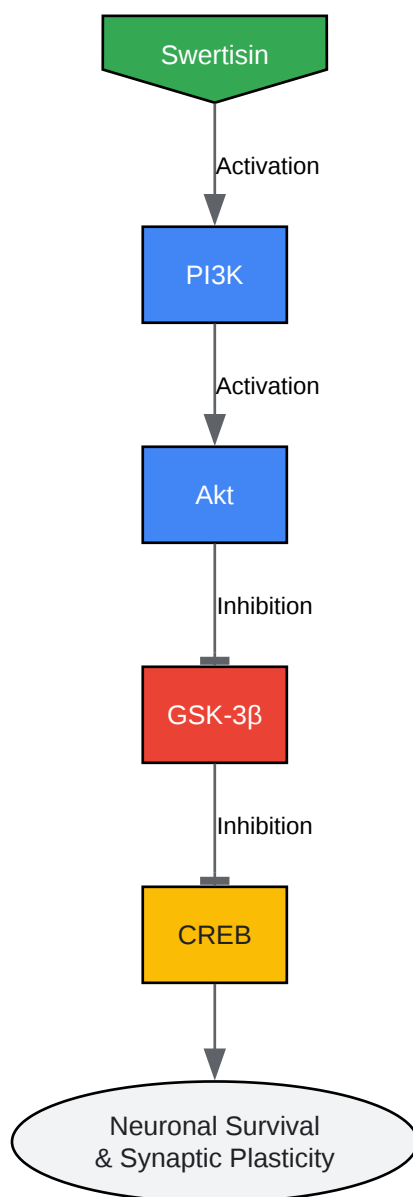 Swertisin
Activation
PI3K
Activation
Akt
Inhibition
GSK-3β
Inhibition
CREB
Neuronal Survival
& Synaptic Plasticity